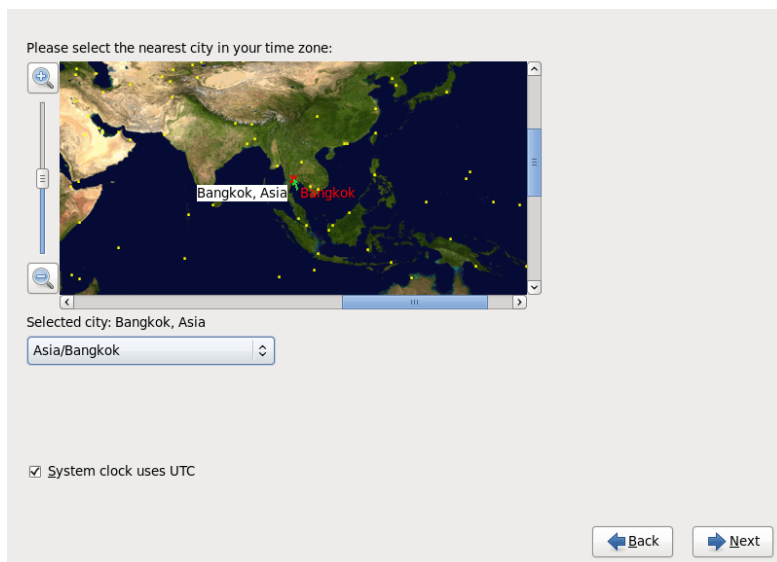 Please select the nearest city in your time zone:
Bangkok, Asia Bangkok
Selected city: Bangkok, Asia
Asia/Bangkok
System clock uses UTC
Back Next